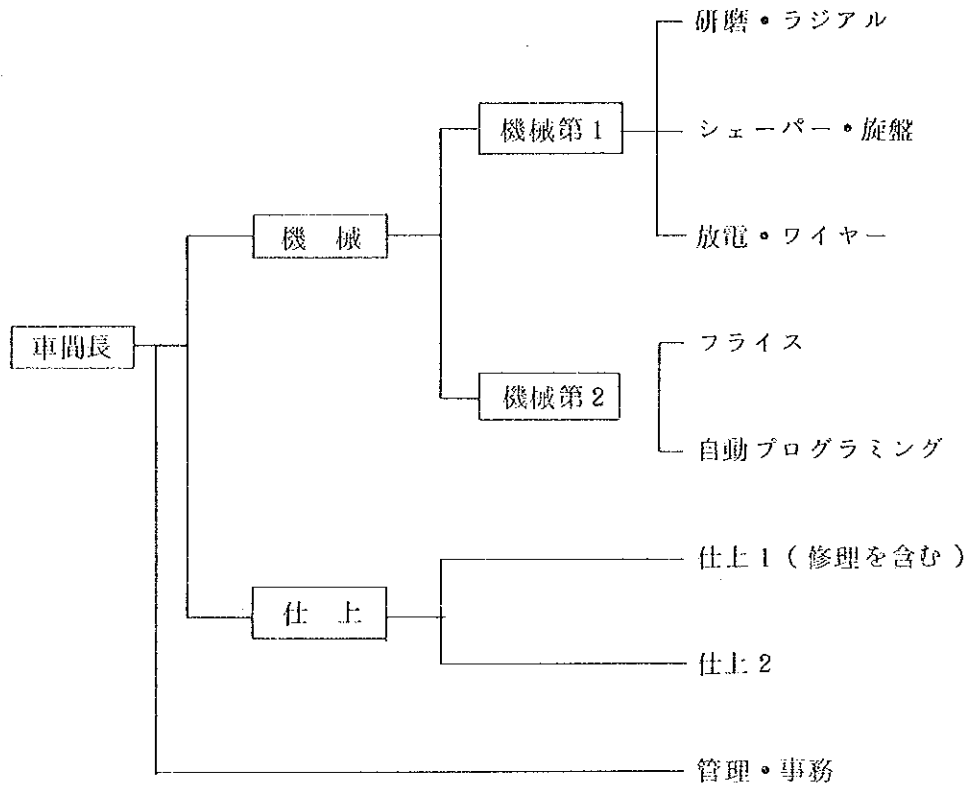 研磨・ラジアル
機械第1
シェーパー・旋盤
機 械
放電・ワイヤー
車間長
フライス
機械第2
自動プログラミング
仕上1(修理を含む)
仕 上
仕上2
管理・事務